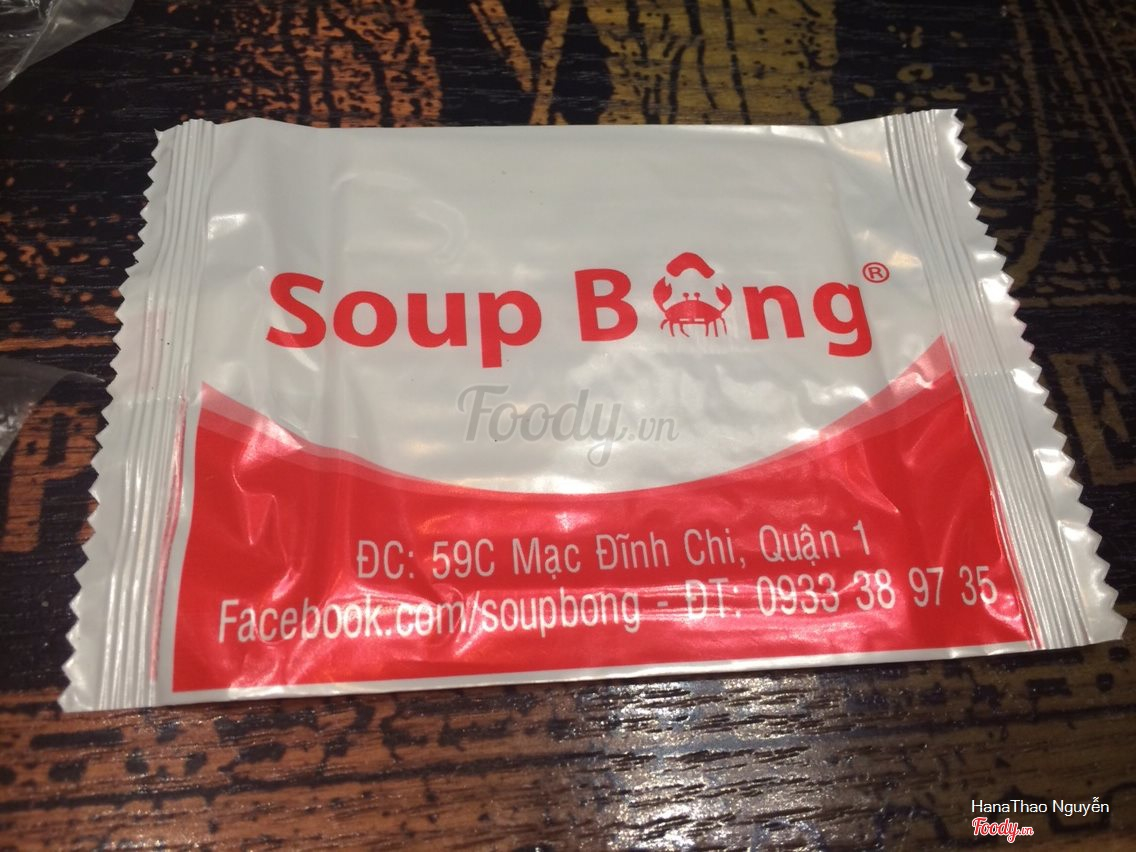 Soup Bông®
Foody.vn
ĐC: 59C Mạc Đĩnh Chi, Quận 1
Facebook.com/soupbong - ĐT: 0933 38 97 35
HanaThao Nguyễn
Foody.vn